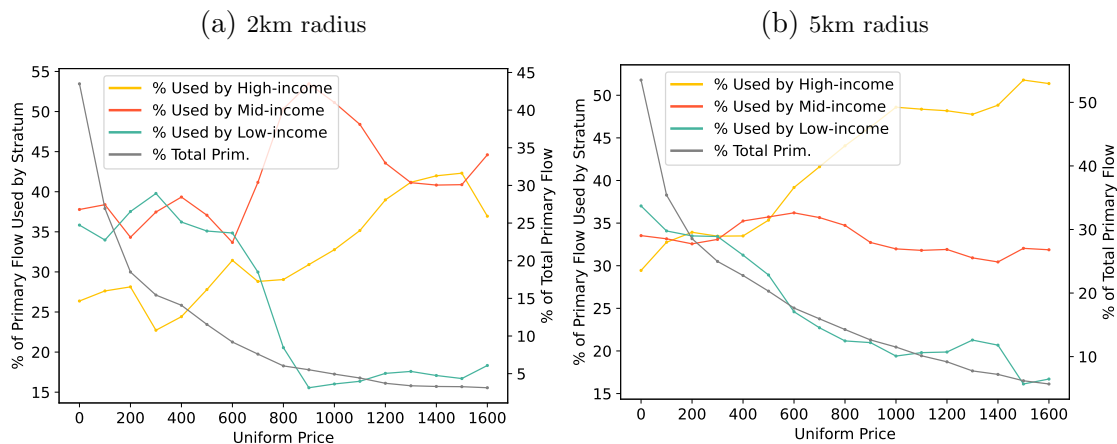 (a) 2km radius
% of Primary Flow Used by Stratum
55
50
45
40
35
30
25
20
15
% Used by High-income
% Used by Mid-income
% Used by Low-income
% Total Prim.
45
40
35
30
25
20
15
10
5
% of Total Primary Flow
0 200 400 600 800 1000 1200 1400 1600
Uniform Price
(b) 5km radius
% of Primary Flow Used by Stratum
50
45
40
35
30
25
20
15
% Used by High-income
% Used by Mid-income
% Used by Low-income
% Total Prim.
50
40
30
20
10
% of Total Primary Flow
0 200 400 600 800 1000 1200 1400 1600
Uniform Price